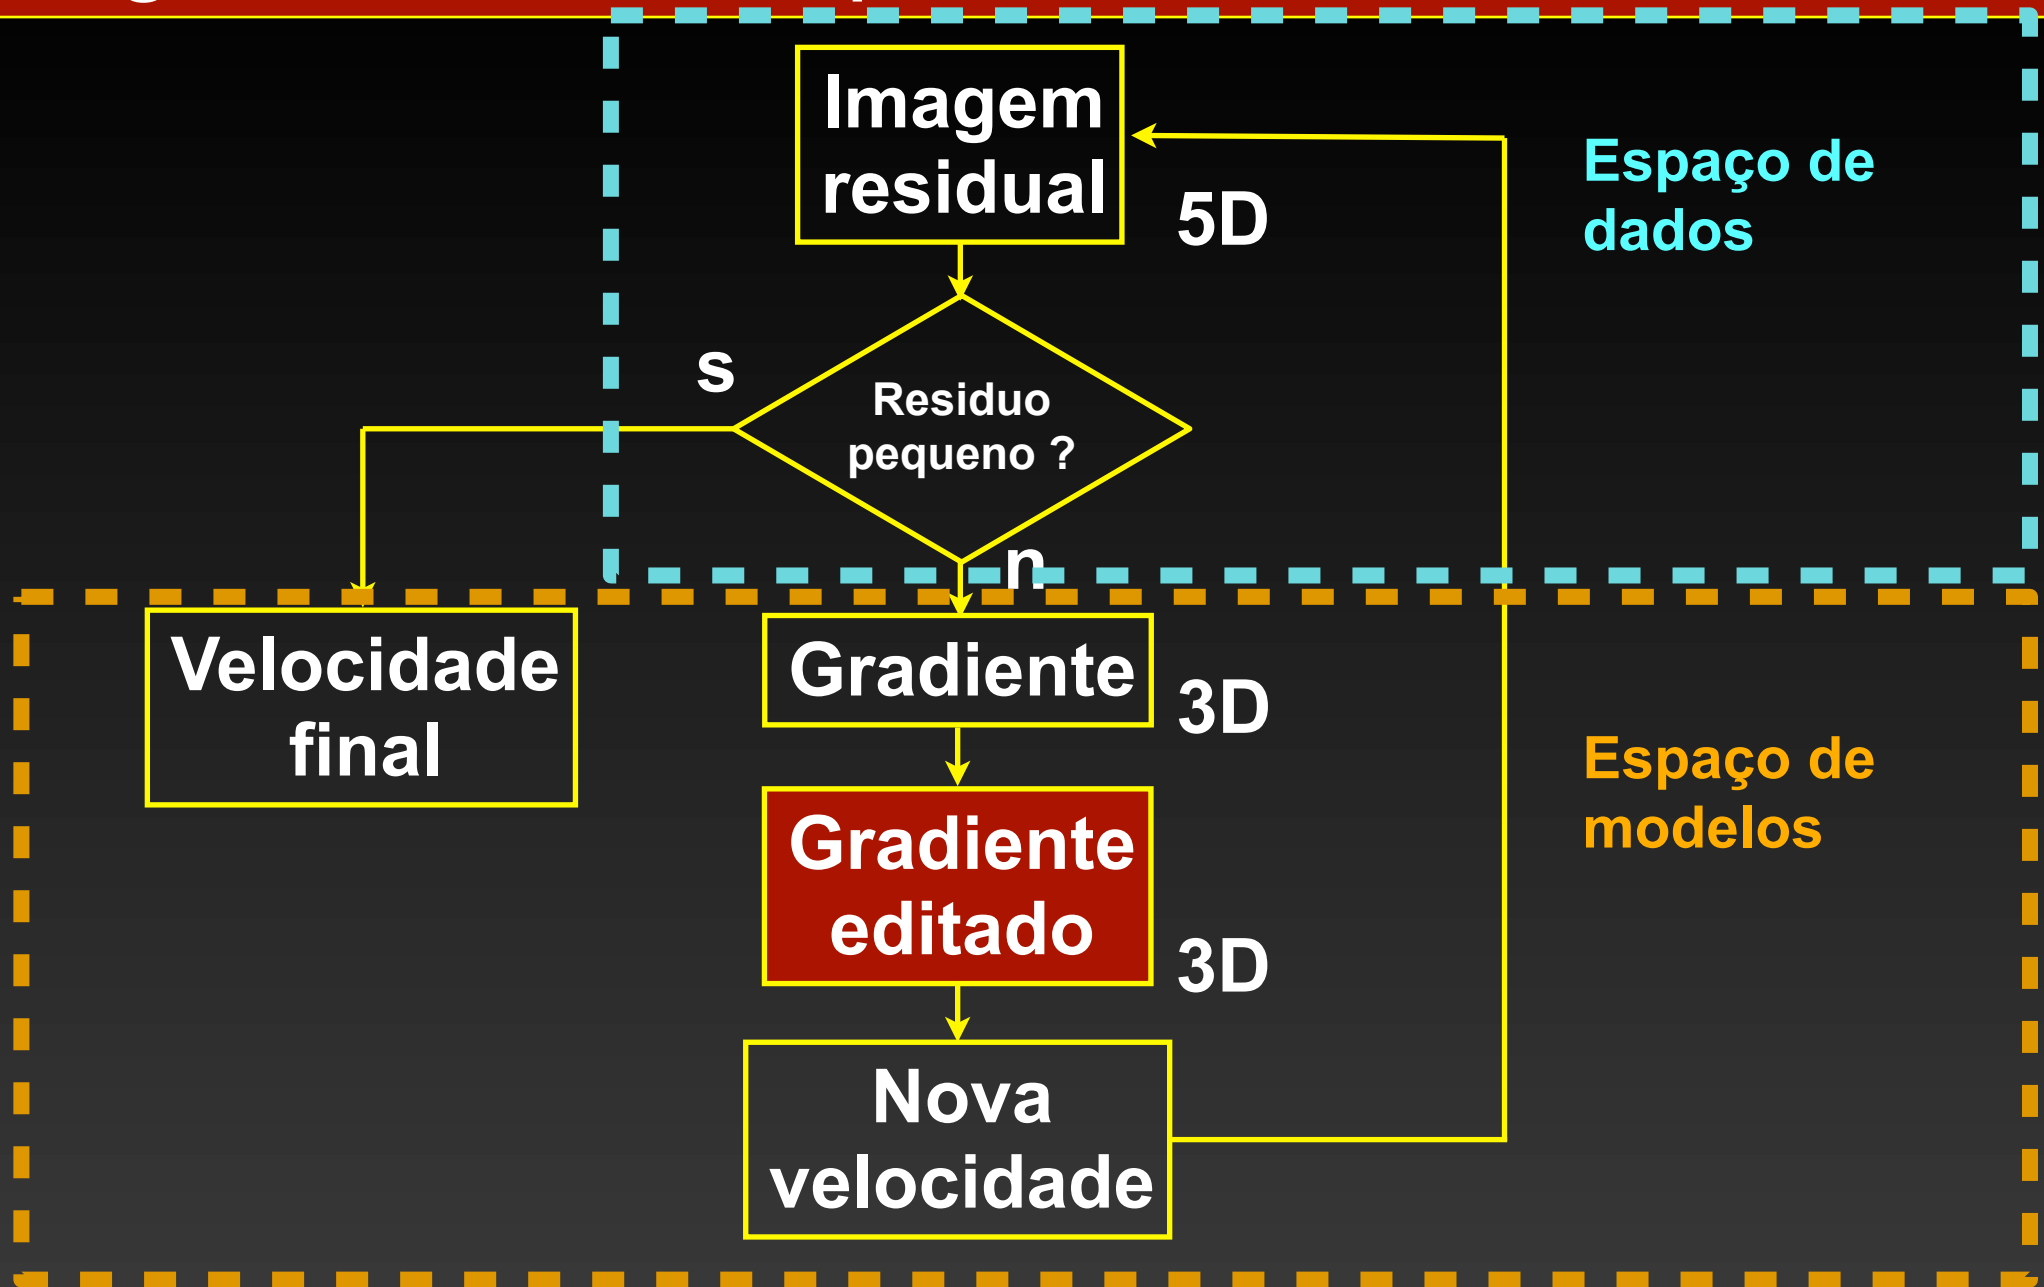 Imagem
residual
5D
Espaço de
dados
s
Residuo
pequeno ?
n
Velocidade
final
Gradiente
3D
Espaço de
modelos
Gradiente
editado
3D
Nova
velocidade